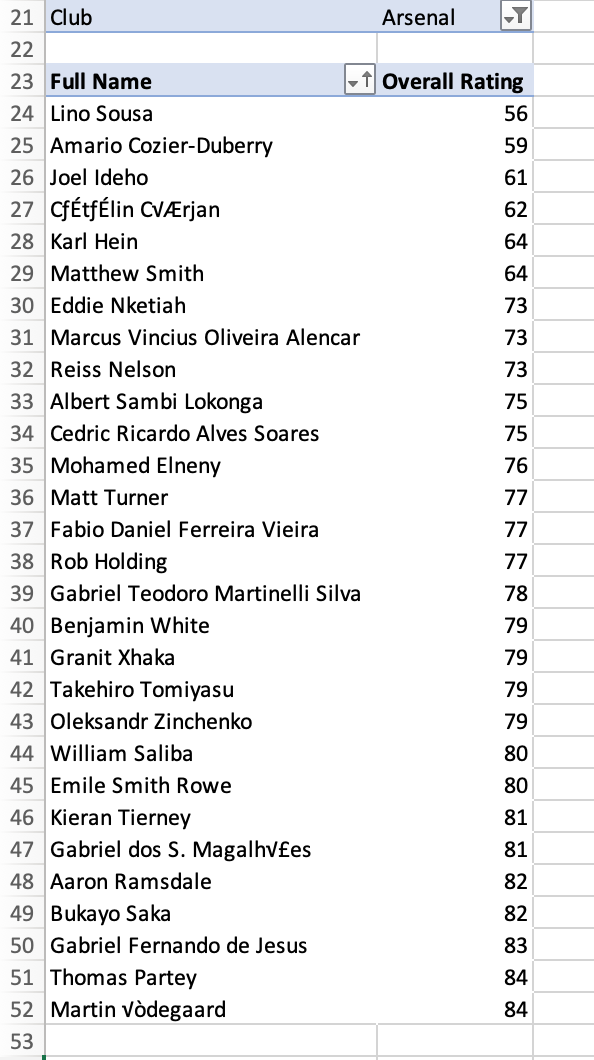 21 Club Arsenal
22
23 Full Name Overall Rating
24 Lino Sousa 56
25 Amario Cozier-Duberry 59
26 Joel Ideho 61
27 CƒÉtƒÉlin C√Ærjan 62
28 Karl Hein 64
29 Matthew Smith 64
30 Eddie Nketiah 73
31 Marcus Vincius Oliveira Alencar 73
32 Reiss Nelson 73
33 Albert Sambi Lokonga 75
34 Cedric Ricardo Alves Soares 75
35 Mohamed Elneny 76
36 Matt Turner 77
37 Fabio Daniel Ferreira Vieira 77
38 Rob Holding 77
39 Gabriel Teodoro Martinelli Silva 78
40 Benjamin White 79
41 Granit Xhaka 79
42 Takehiro Tomiyasu 79
43 Oleksandr Zinchenko 79
44 William Saliba 80
45 Emile Smith Rowe 80
46 Kieran Tierney 81
47 Gabriel dos S. Magalh√£es 81
48 Aaron Ramsdale 82
49 Bukayo Saka 82
50 Gabriel Fernando de Jesus 83
51 Thomas Partey 84
52 Martin √òdegaard 84
53